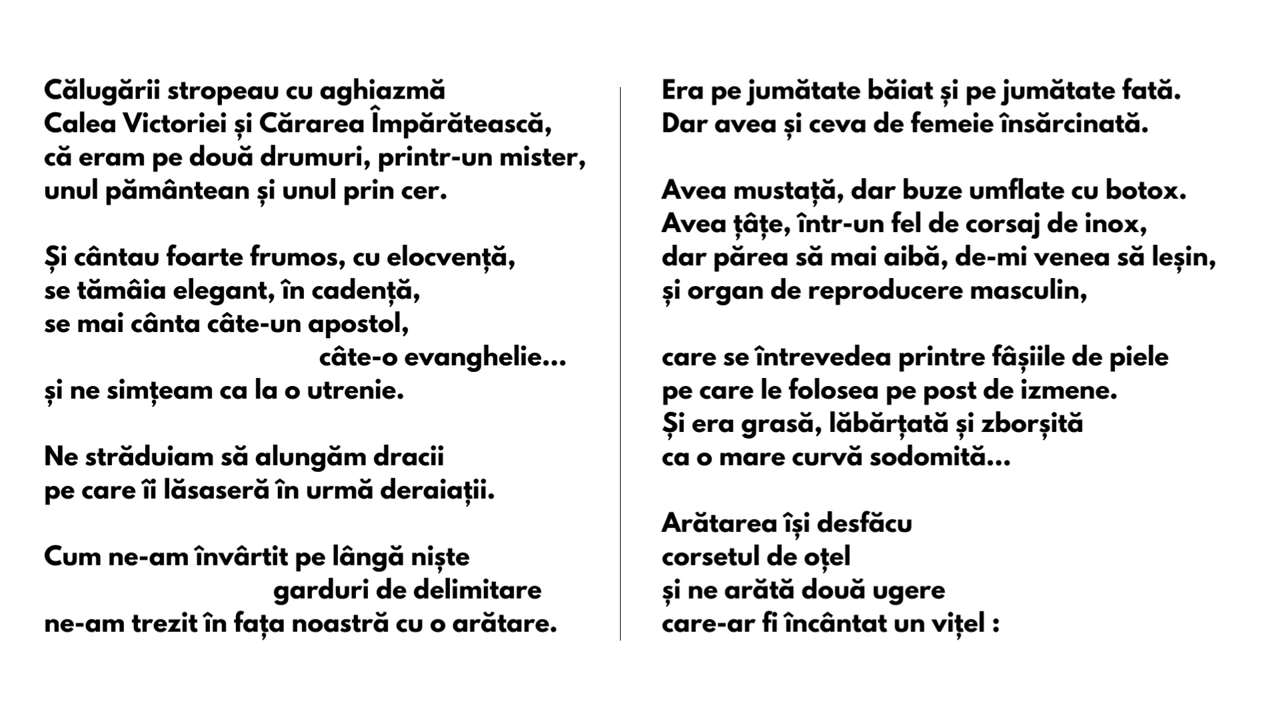 Călugării stropeau cu aghiazmă
Calea Victoriei și Cărarea Împărătească,
că eram pe două drumuri, printr-un mister,
unul pământean și unul prin cer.
Și cântau foarte frumos, cu elocvență,
se tămâia elegant, în cadență,
se mai cânta câte-un apostol,
câte-o evanghelie...
și ne simțeam ca la o utrenie.
Ne străduiam să alungăm dracii
pe care îi lăsaseră în urmă deraiații.
Cum ne-am învârtit pe lângă niște
garduri de delimitare
ne-am trezit în fața noastră cu o arătare.
Era pe jumătate băiat și pe jumătate fată.
Dar avea și ceva de femeie însărcinată.
Avea mustață, dar buze umflate cu botox.
Avea țâțe, într-un fel de corsaj de inox,
dar părea să mai aibă, de-mi venea să leșin,
și organ de reproducere masculin,
care se întrevedea printre fâșiile de piele
pe care le folosea pe post de izmene.
Și era grasă, lăbărțată și zborșită
ca o mare curvă sodomită...
Arătarea își desfăcu
corsetul de oțel
și ne arătă două ugere
care-ar fi încântat un vițel :